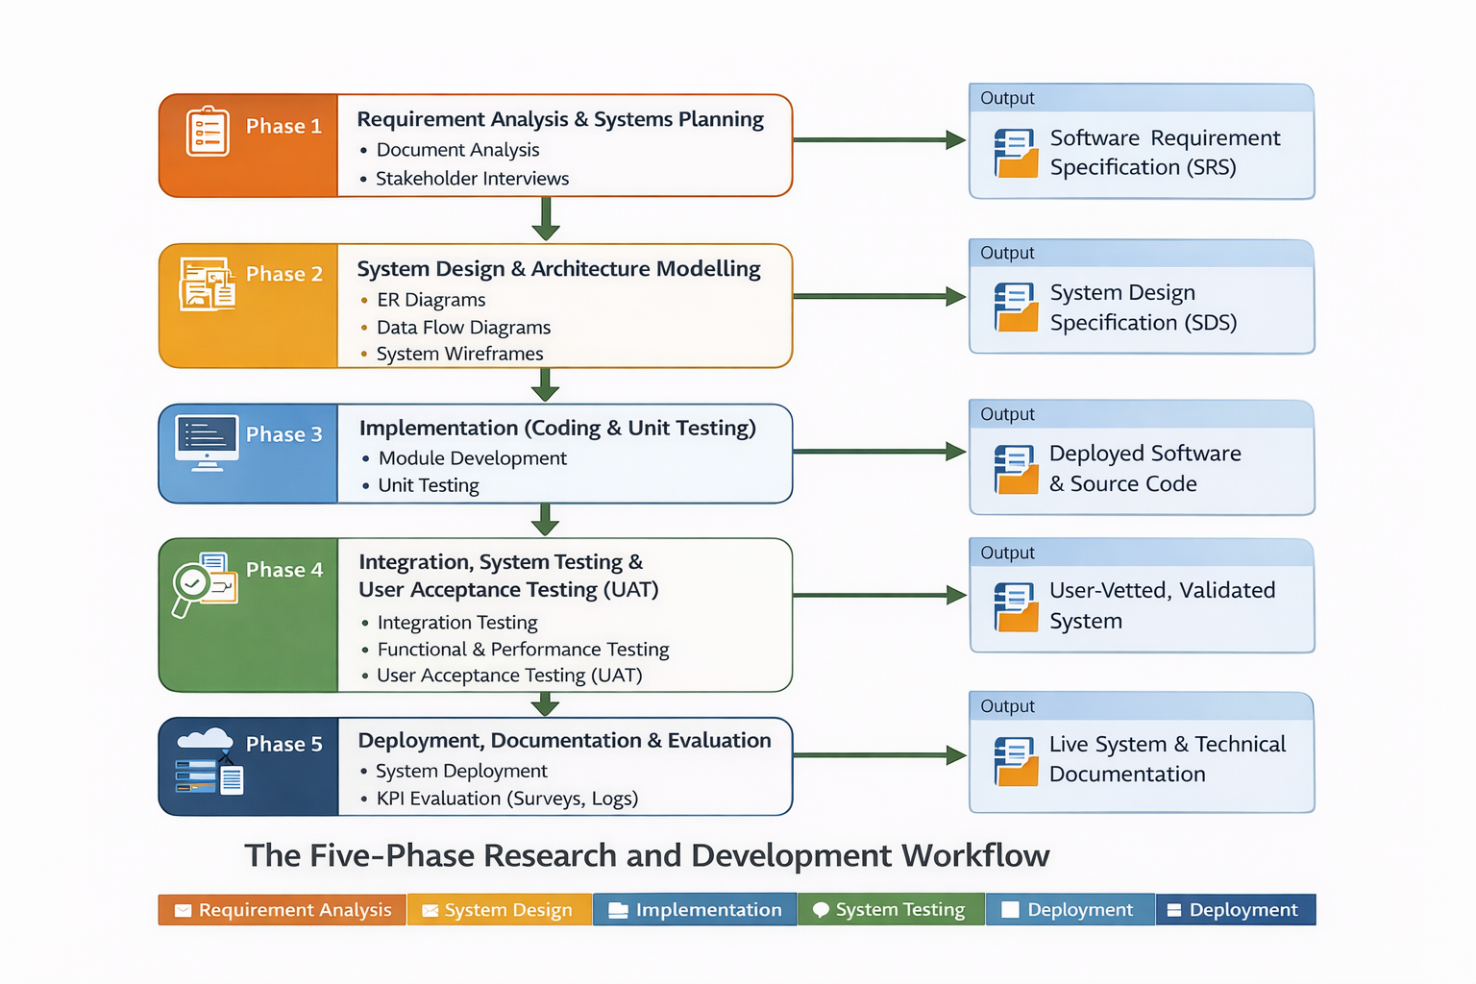 Phase 1
Requirement Analysis & Systems Planning
• Document Analysis
• Stakeholder Interviews
Output
Software Requirement
Specification (SRS)
Phase 2
System Design & Architecture Modelling
• ER Diagrams
• Data Flow Diagrams
• System Wireframes
Output
System Design
Specification (SDS)
Phase 3
Implementation (Coding & Unit Testing)
• Module Development
• Unit Testing
Output
Deployed Software
& Source Code
Phase 4
Integration, System Testing &
User Acceptance Testing (UAT)
• Integration Testing
• Functional & Performance Testing
• User Acceptance Testing (UAT)
Output
User-Vetted, Validated
System
Phase 5
Deployment, Documentation & Evaluation
• System Deployment
• KPI Evaluation (Surveys, Logs)
Output
Live System & Technical
Documentation
The Five-Phase Research and Development Workflow
Requirement Analysis
System Design
Implementation
System Testing
Deployment
Deployment